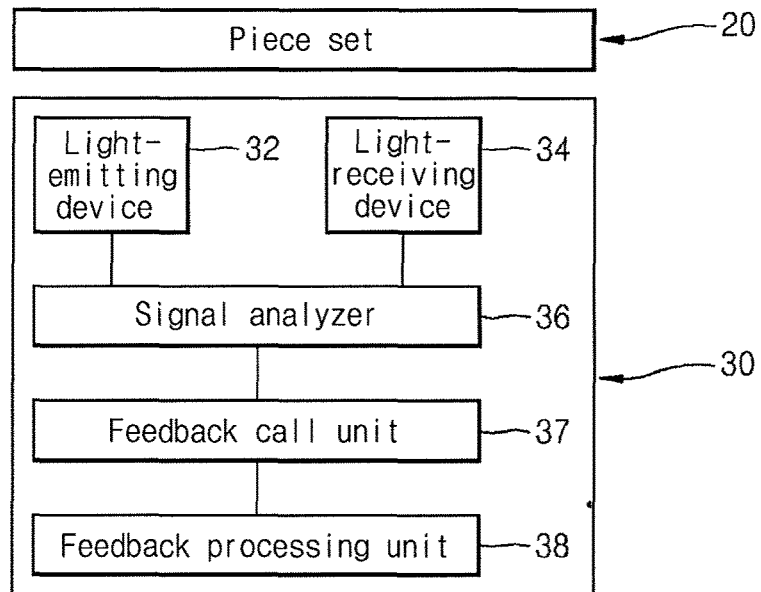 Piece set
20
Light-
emitting
device
32
Light-
receiving
device
34
Signal analyzer
36
30
Feedback call unit
37
Feedback processing unit
38